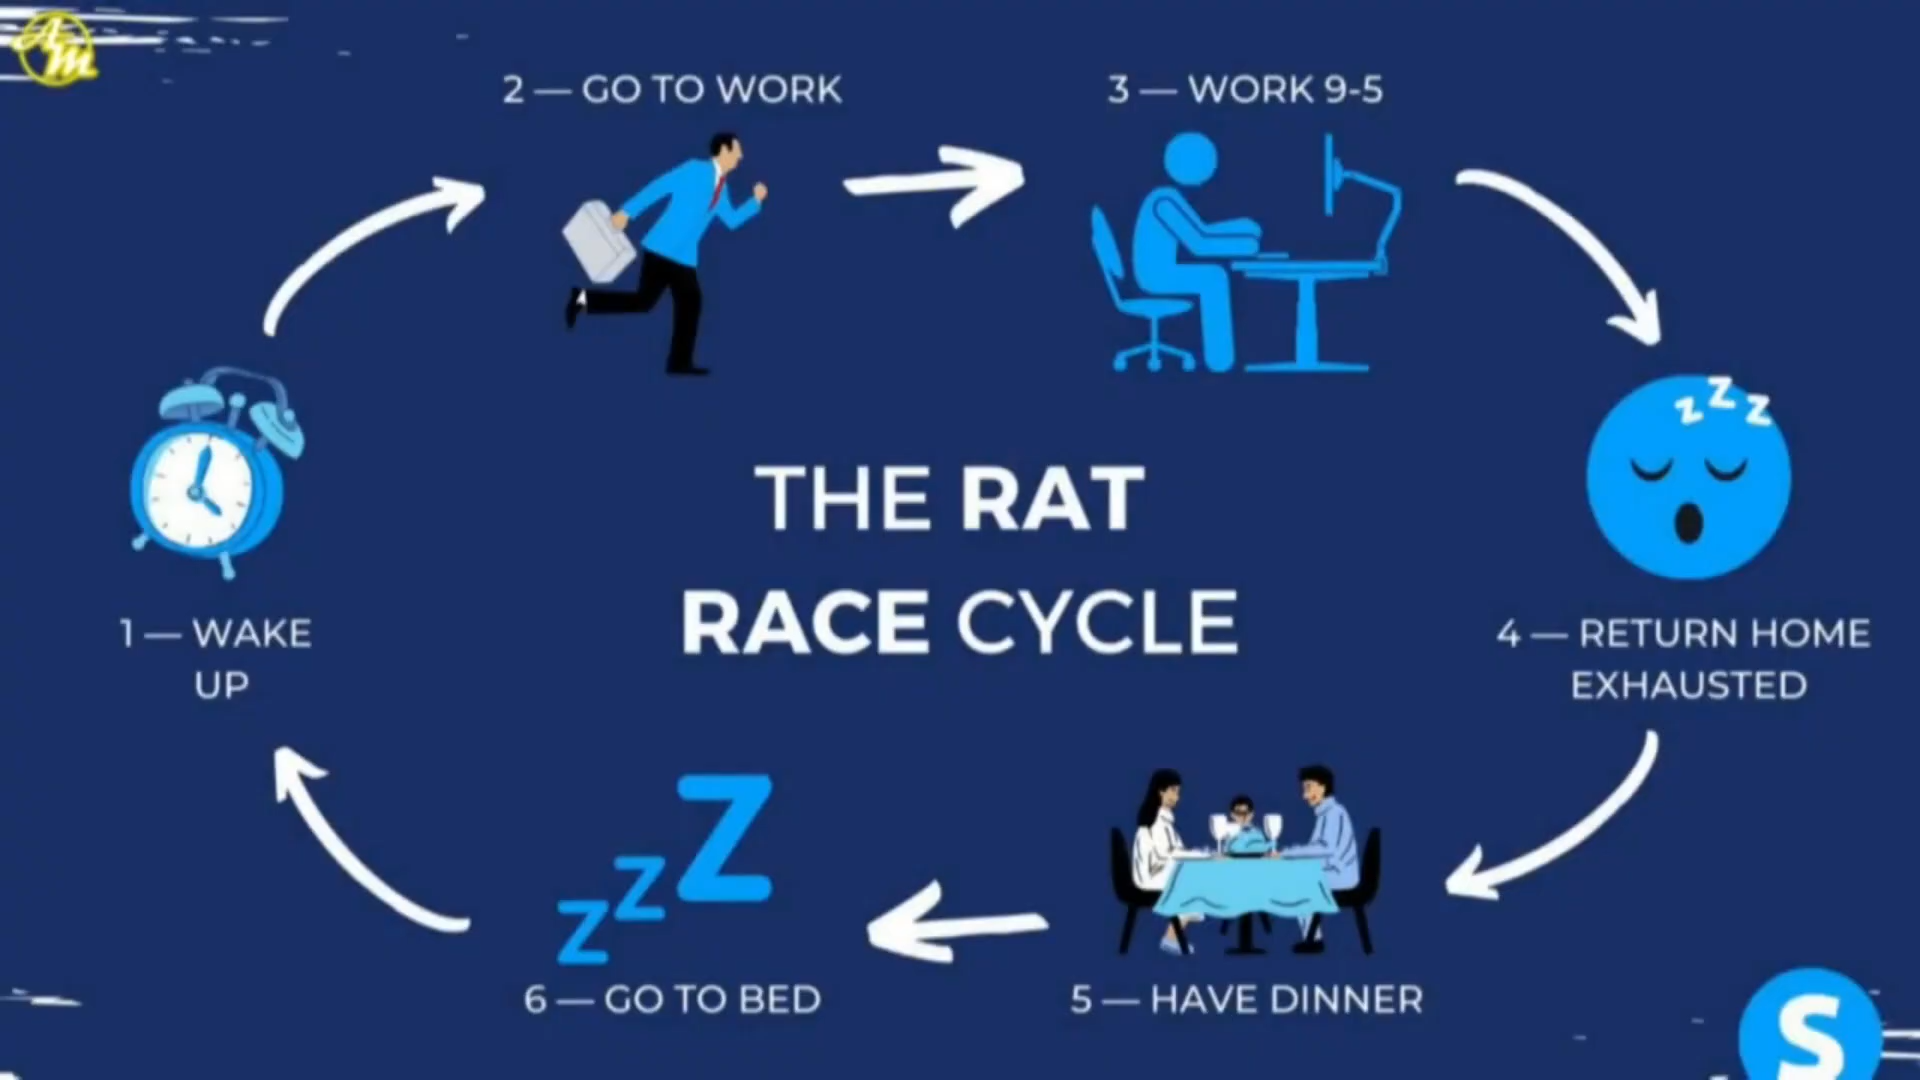 AM
2 — GO TO WORK
3 — WORK 9-5
z z z
THE RAT
RACE CYCLE
1 — WAKE
UP
4 — RETURN HOME
EXHAUSTED
z z Z
6 — GO TO BED
5 — HAVE DINNER
S